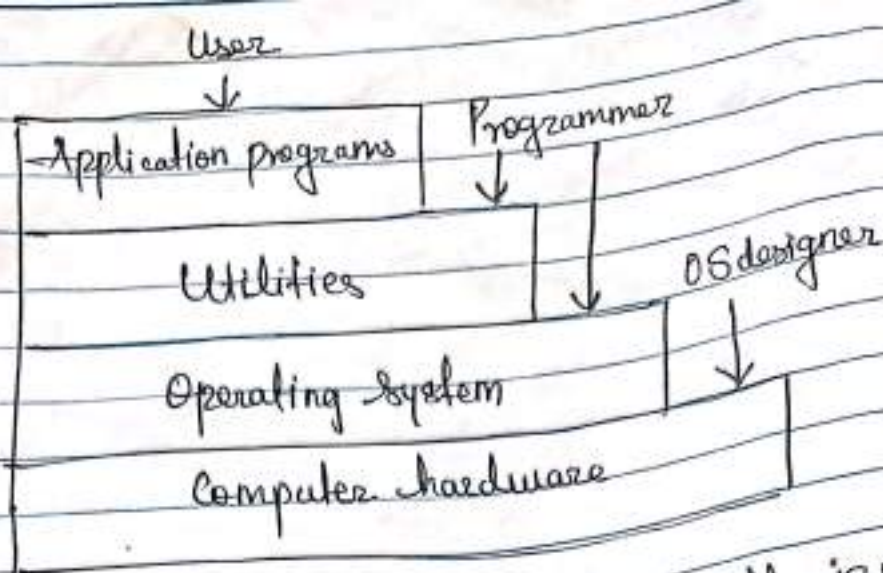 User
Programmer
Application programs
OS designer
Utilities
Operating system
Computer hardware